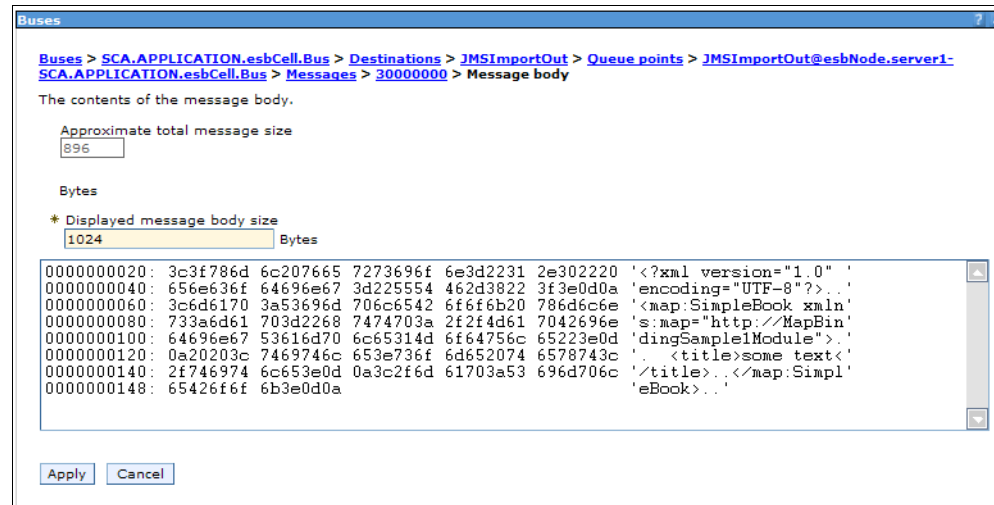 Buses
?
Buses > SCA.APPLICATION.esbCell.Bus > Destinations > JMSImportOut > Queue points > JMSImportOut@esbNode.server1-
SCA.APPLICATION.esbCell.Bus > Messages > 30000000 > Message body
The contents of the message body.
Approximate total message size
896
Bytes
* Displayed message body size
1024 Bytes
0000000020: 3c3f786d 6c207665 7273696f 6e3d2231 2e302220 '<?xml version="1.0" '
0000000040: 656e636f 64696e67 3d225554 462d3822 3f3e0d0a 'encoding="UTF-8"?>..'
0000000060: 3c6d6170 3a53696d 706c6542 6f6f6b20 786d6c6e '<map:SimpleBook xmln'
0000000080: 733a6d61 703d2268 7474703a 2f2f4d61 7042696e 's:map="http://MapBin'
0000000100: 64696e67 53616d70 6c65314d 6f64756c 65223e0d 'dingSample1Module">.'
0000000120: 0a20203c 7469746c 653e736f 6d652074 6578743c '.  <title>some text<'
0000000140: 2f746974 6c653e0d 0a3c2f6d 61703a53 696d706c '/title>..</map:Simpl'
0000000148: 65426f6f 6b3e0d0a 'eBook>..'
Apply Cancel